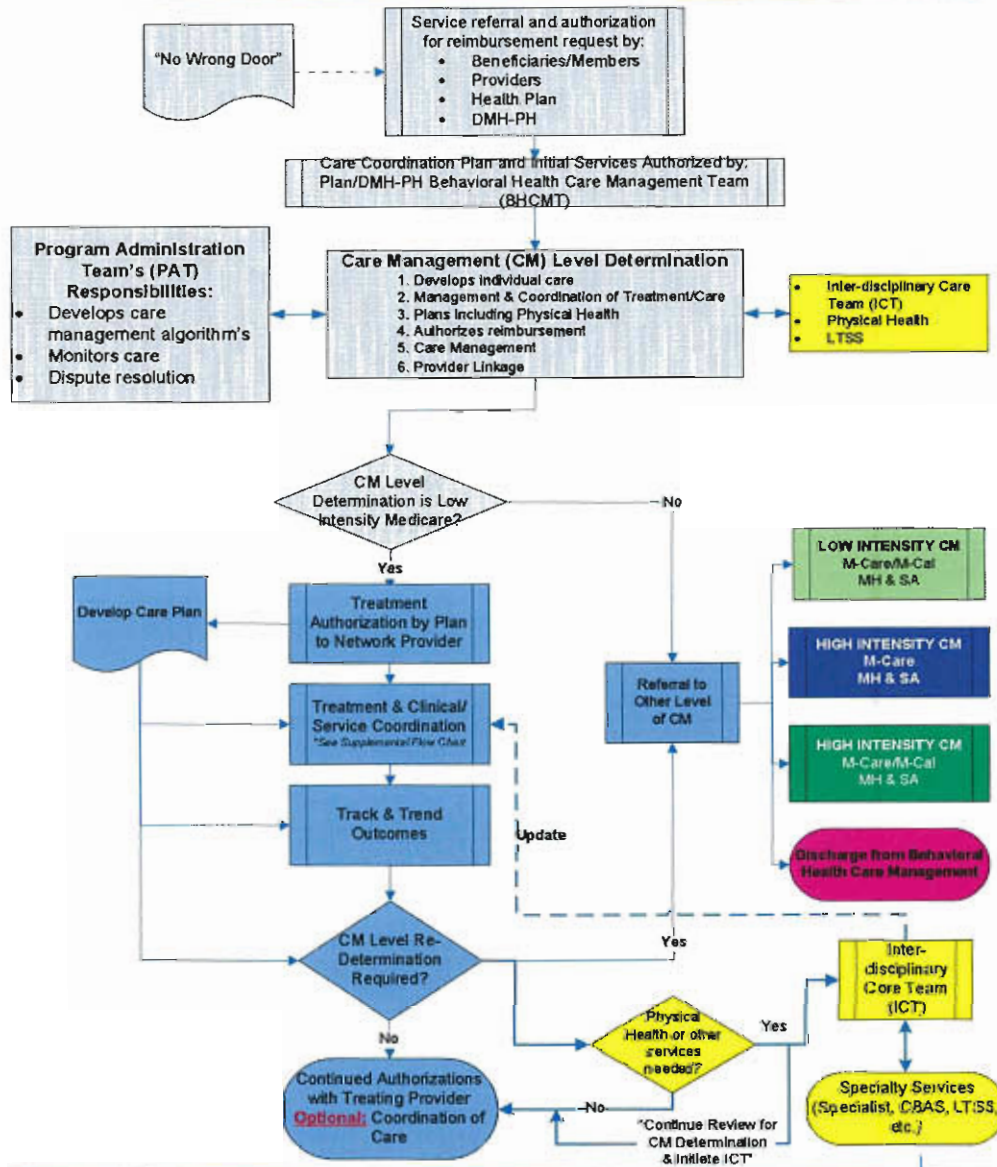 "No Wrong Door"
Service referral and authorization
for reimbursement request by:
• Beneficiaries/Members
• Providers
• Health Plan
• DMH-PH
Care Coordination Plan and Initial Services Authorized by:
Plan/DMH-PH Behavioral Health Care Management Team
(BHCMT)
Program Administration
Team's (PAT)
Responsibilities:
• Develops care
management algorithm's
• Monitors care
• Dispute resolution
Care Management (CM) Level Determination
1. Develops individual care
2. Management & Coordination of Treatment/Care
3. Plans Including Physical Health
4. Authorizes reimbursement
5. Care Management
6. Provider Linkage
• Inter-disciplinary Care
Team (ICT)
• Physical Health
• LTSS
CM Level
Determination is Low
Intensity Medicare?
No
Yes
Develop Care Plan
Treatment
Authorization by Plan
to Network Provider
Treatment & Clinical/
Service Coordination
*See Supplemental Flow Chart
Track & Trend
Outcomes
Referral to
Other Level
of CM
LOW INTENSITY CM
M-Care/M-Cal
MH & SA
HIGH INTENSITY CM
M-Care
MH & SA
HIGH INTENSITY CM
M-Care/M-Cal
MH & SA
Discharge from Behavioral
Health Care Management
Update
CM Level Re-
Determination
Required?
Yes
No
Physical
Health or other
services
needed?
Yes
No
Inter-
disciplinary
Core Team
(ICT)
Continued Authorizations
with Treating Provider
Optional: Coordination of
Care
"Continue Review for
CM Determination
& Initiate ICT"
Specialty Services
(Specialist, CBAS, LTSS,
etc.)